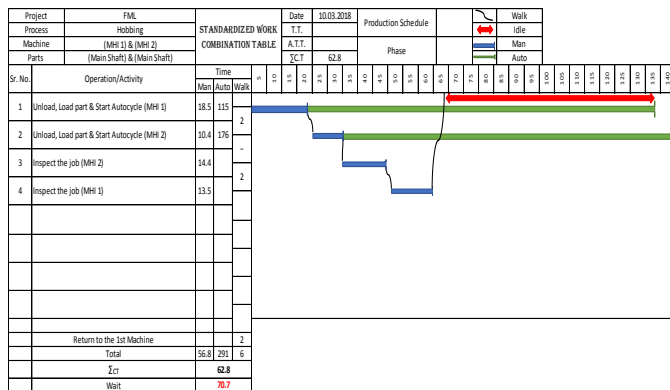 Project FML STANDARDIZED WORK COMBINATION TABLE Date 10.03.2018 Production Schedule Walk
Process Hobbing T.T. Idle
Machine (MHI 1) & (MHI 2) A.T.T. Phase Man
Parts (Main Shaft) & (Main Shaft) ∑C.T 62.8 Auto
Sr. No. Operation/Activity Time
Man Auto Walk 5 10 15 20 25 30 35 40 45 50 55 60 65 70 75 80 85 90 95 100 105 110 115 120 125 130 135 140
1 Unload, Load part & Start Autocycle (MHI 1) 18.5 115
2
2 Unload, Load part & Start Autocycle (MHI 2) 10.4 176
–
3 Inspect the job (MHI 2) 14.4
2
4 Inspect the job (MHI 1) 13.5
Return to the 1st Machine 2
Total 56.8 291 6
∑CT 62.8
Wait 70.7